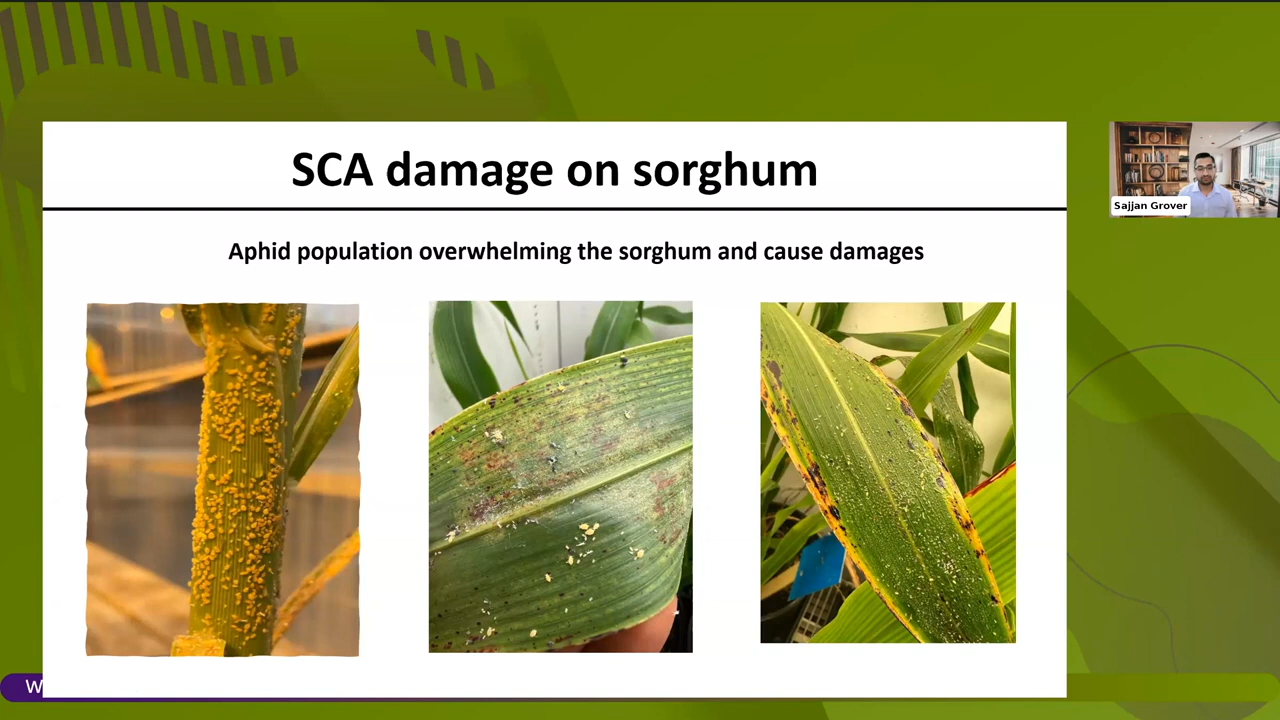 SCA damage on sorghum
Aphid population overwhelming the sorghum and cause damages
Sajjan Grover
W